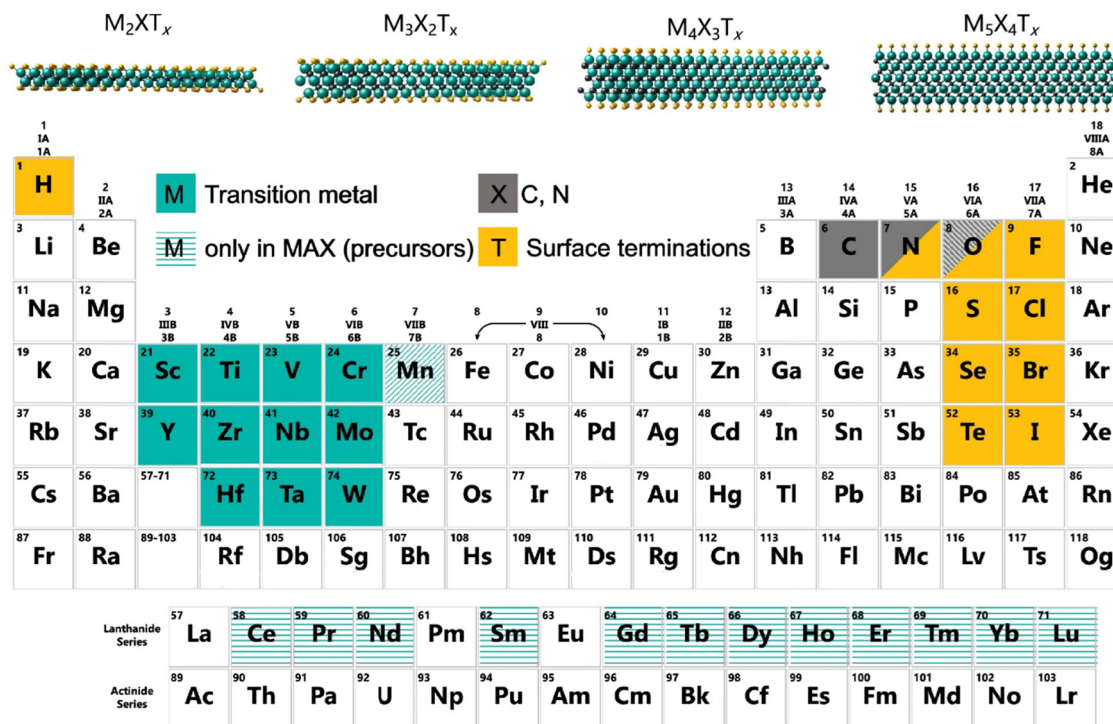 M₂XTₓ M₃X₂Tₓ M₄X₃Tₓ M₅X₄Tₓ
1 18
IA VIIIA
1A 8A
1 H 2 He
2 13 14 15 16 17
IIA IIIA IVA VA VIA VIIA
2A 3A 4A 5A 6A 7A
M Transition metal X C, N
M only in MAX (precursors) T Surface terminations
3 Li 4 Be 5 B 6 C 7 N 8 O 9 F 10 Ne
11 Na 12 Mg 13 Al 14 Si 15 P 16 S 17 Cl 18 Ar
3 4 5 6 7 8 9 10 11 12
IIIB IVB VB VIB VIIB VIII IB IIB
3B 4B 5B 6B 7B 8 1B 2B
19 K 20 Ca 21 Sc 22 Ti 23 V 24 Cr 25 Mn 26 Fe 27 Co 28 Ni 29 Cu 30 Zn 31 Ga 32 Ge 33 As 34 Se 35 Br 36 Kr
37 Rb 38 Sr 39 Y 40 Zr 41 Nb 42 Mo 43 Tc 44 Ru 45 Rh 46 Pd 47 Ag 48 Cd 49 In 50 Sn 51 Sb 52 Te 53 I 54 Xe
55 Cs 56 Ba 57-71 72 Hf 73 Ta 74 W 75 Re 76 Os 77 Ir 78 Pt 79 Au 80 Hg 81 Tl 82 Pb 83 Bi 84 Po 85 At 86 Rn
87 Fr 88 Ra 89-103 104 Rf 105 Db 106 Sg 107 Bh 108 Hs 109 Mt 110 Ds 111 Rg 112 Cn 113 Nh 114 Fl 115 Mc 116 Lv 117 Ts 118 Og
Lanthanide
Series
57 La 58 Ce 59 Pr 60 Nd 61 Pm 62 Sm 63 Eu 64 Gd 65 Tb 66 Dy 67 Ho 68 Er 69 Tm 70 Yb 71 Lu
Actinide
Series
89 Ac 90 Th 91 Pa 92 U 93 Np 94 Pu 95 Am 96 Cm 97 Bk 98 Cf 99 Es 100 Fm 101 Md 102 No 103 Lr